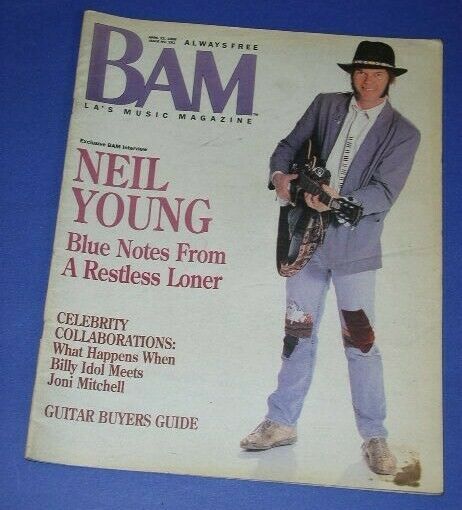 ALWAYS FREE
BAM
LA'S MUSIC MAGAZINE
Exclusive BAM Interview
NEIL
YOUNG
Blue Notes From
A Restless Loner
CELEBRITY
COLLABORATIONS:
What Happens When
Billy Idol Meets
Joni Mitchell
GUITAR BUYERS GUIDE